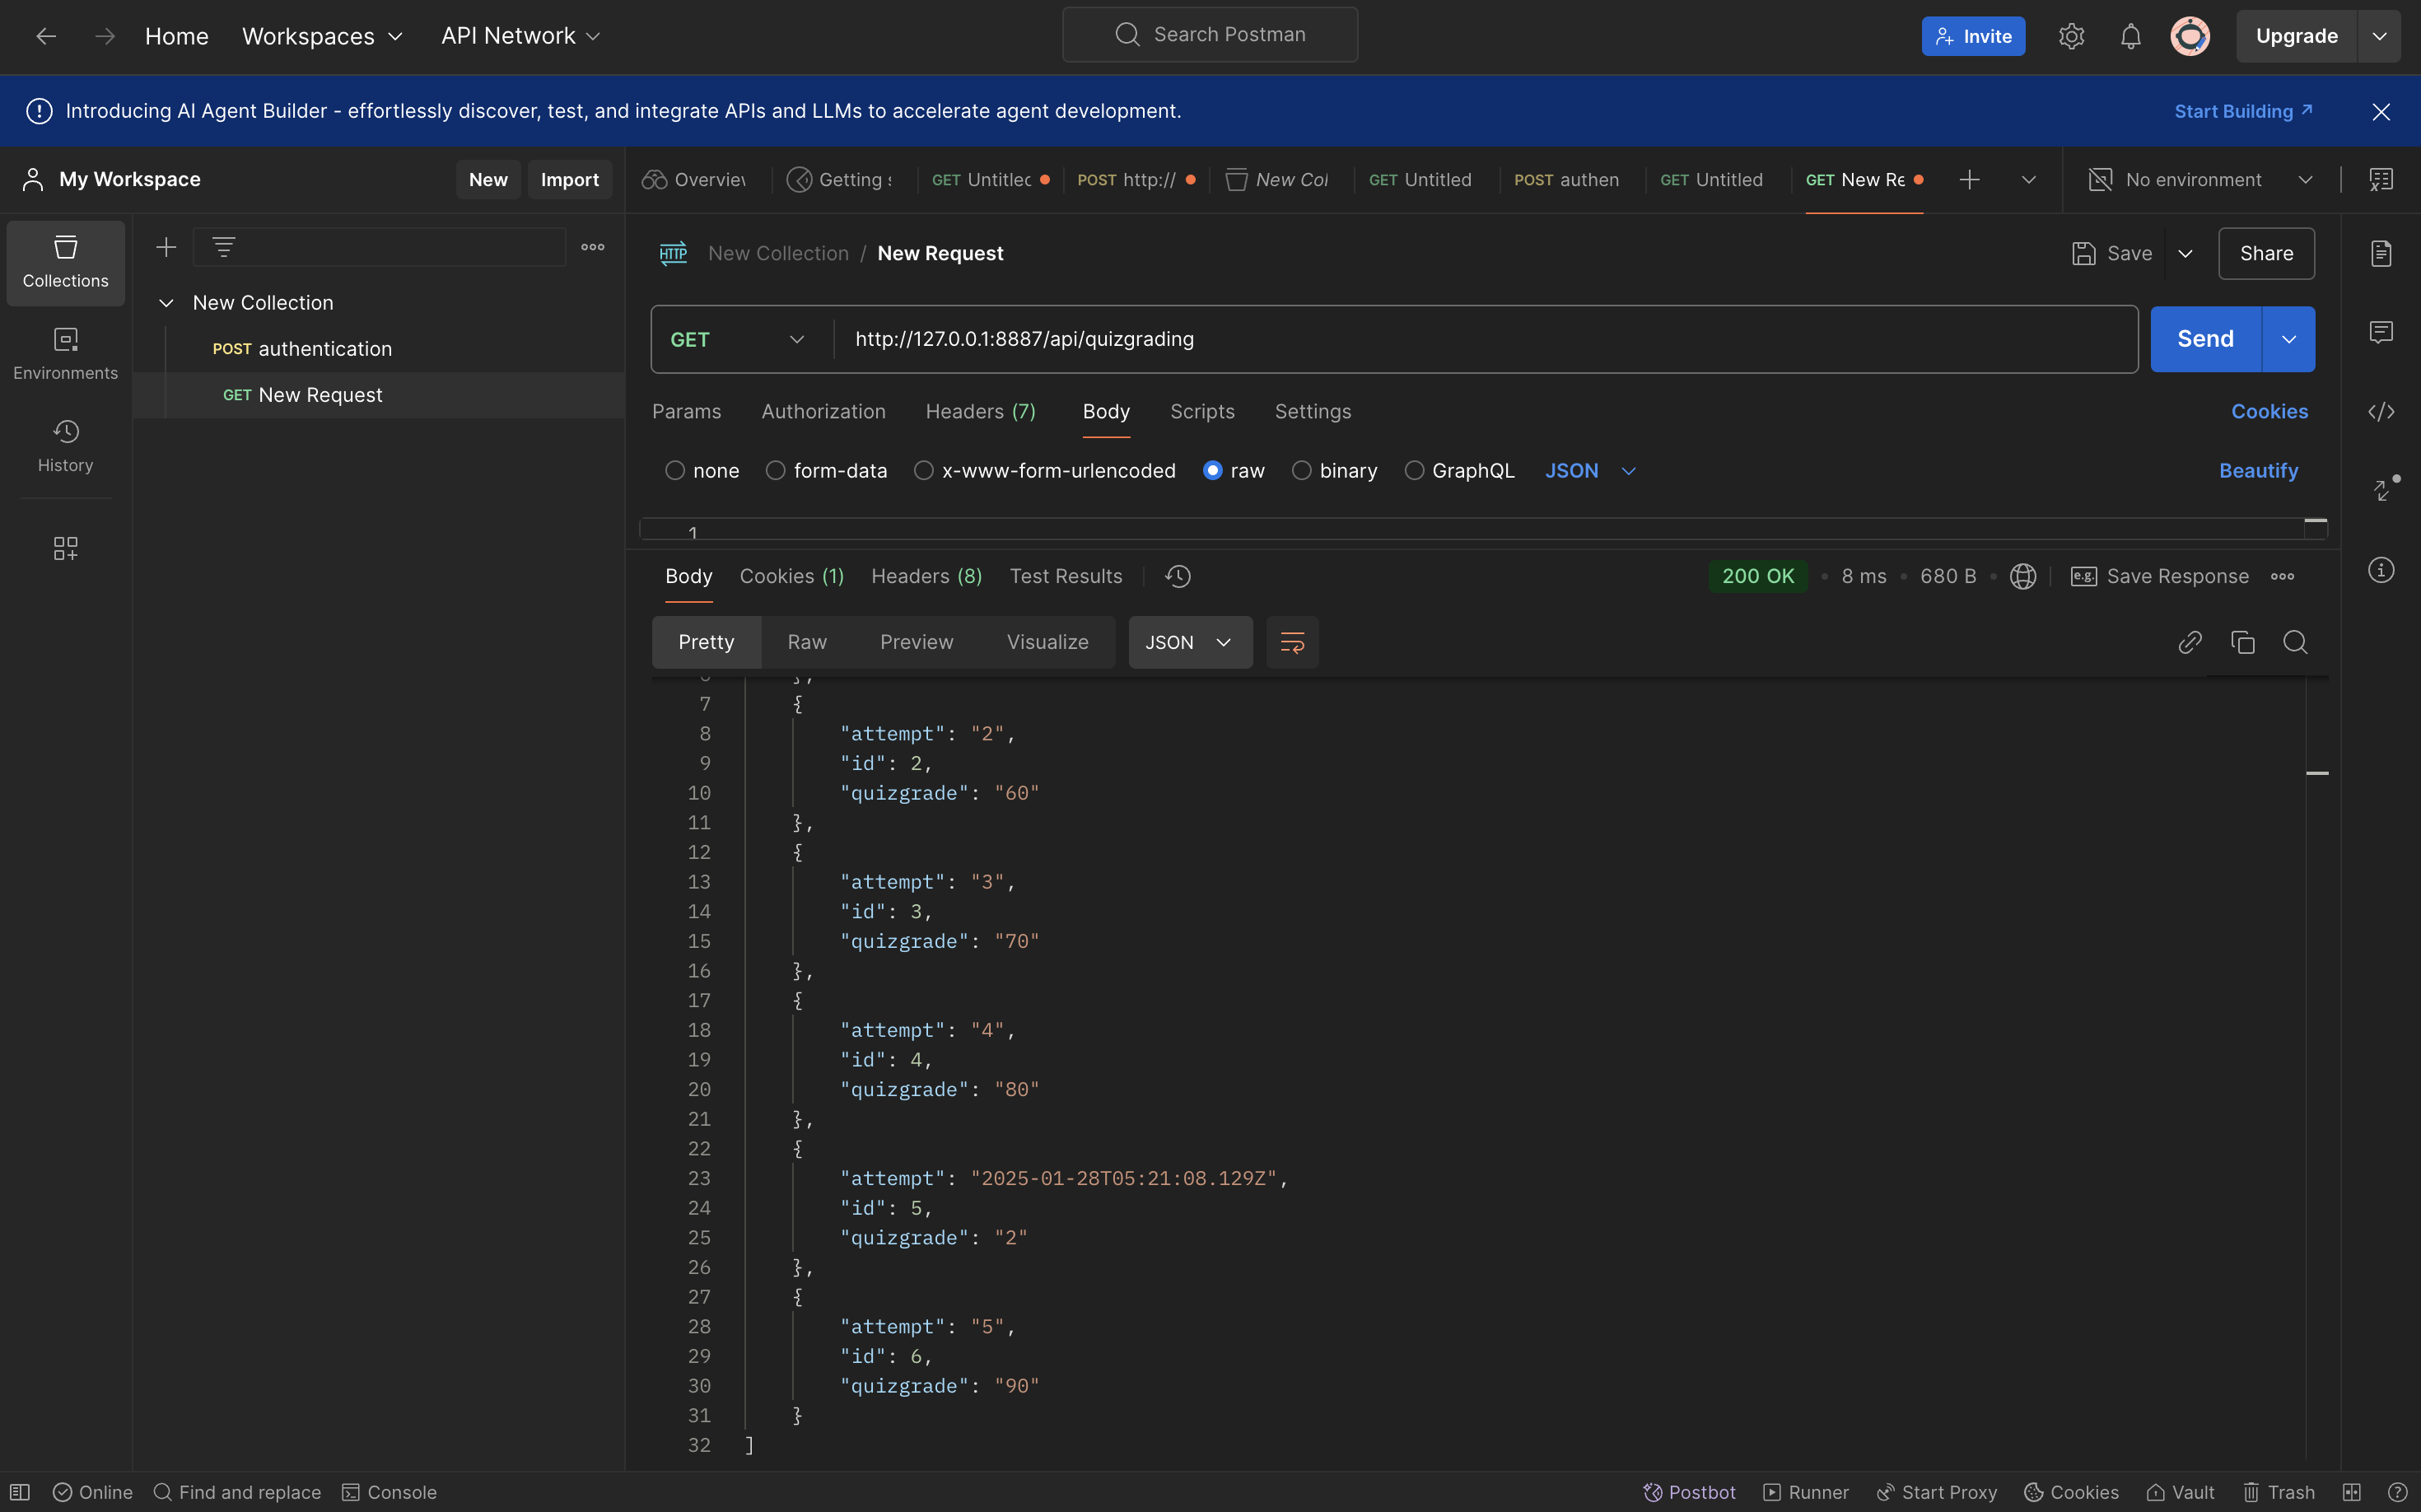 Home Workspaces API Network Search Postman Invite Upgrade
Introducing AI Agent Builder - effortlessly discover, test, and integrate APIs and LLMs to accelerate agent development. Start Building
My Workspace New Import Overview Getting s GET Untitled POST http:// New Col GET Untitled POST authen GET Untitled GET New Re No environment
Collections
Environments
History
New Collection
POST authentication
GET New Request
HTTP New Collection / New Request Save Share
GET http://127.0.0.1:8887/api/quizgrading Send
Params Authorization Headers (7) Body Scripts Settings Cookies
none form-data x-www-form-urlencoded raw binary GraphQL JSON Beautify
1
Body Cookies (1) Headers (8) Test Results 200 OK • 8 ms • 680 B • e.g. Save Response
Pretty Raw Preview Visualize JSON
6 },
7 {
8 "attempt": "2",
9 "id": 2,
10 "quizgrade": "60"
11 },
12 {
13 "attempt": "3",
14 "id": 3,
15 "quizgrade": "70"
16 },
17 {
18 "attempt": "4",
19 "id": 4,
20 "quizgrade": "80"
21 },
22 {
23 "attempt": "2025-01-28T05:21:08.129Z",
24 "id": 5,
25 "quizgrade": "2"
26 },
27 {
28 "attempt": "5",
29 "id": 6,
30 "quizgrade": "90"
31 }
32 ]
Online Find and replace Console Postbot Runner Start Proxy Cookies Vault Trash